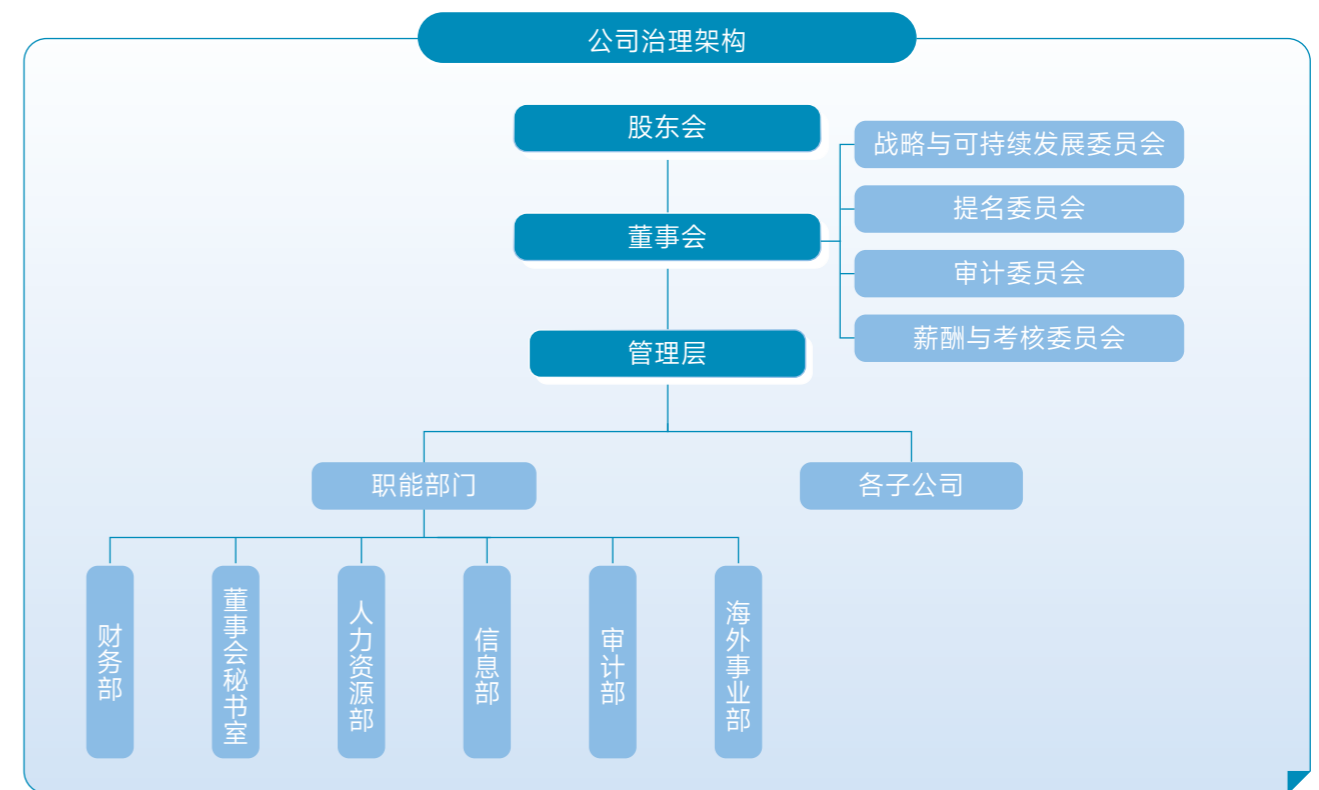 公司治理架构
股东会
战略与可持续发展委员会
提名委员会
董事会
审计委员会
薪酬与考核委员会
管理层
职能部门
各子公司
财务部
董事会秘书室
人力资源部
信息部
审计部
海外事业部